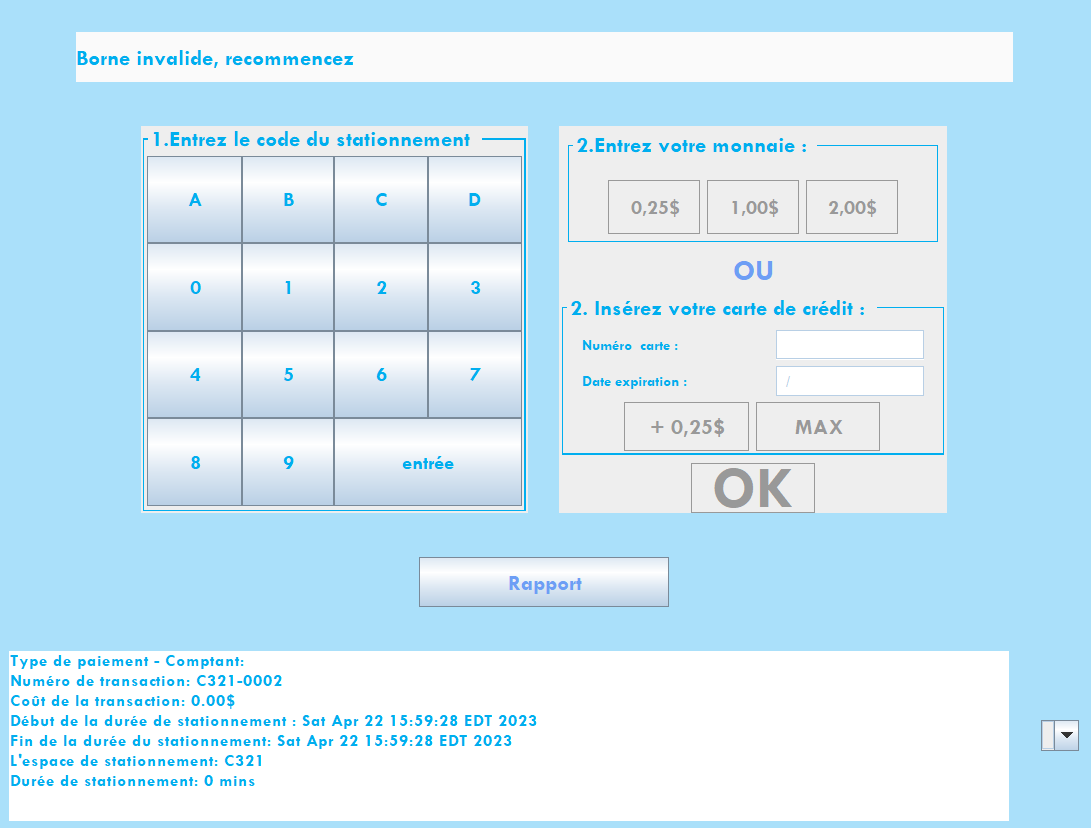 Borne invalide, recommencez
1.Entrez le code du stationnement
A B C D
0 1 2 3
4 5 6 7
8 9 entrée
2.Entrez votre monnaie :
0,25$ 1,00$ 2,00$
OU
2. Insérez votre carte de crédit :
Numéro carte :
Date expiration : /
+ 0,25$ MAX
OK
Rapport
Type de paiement - Comptant:
Numéro de transaction: C321-0002
Coût de la transaction: 0.00$
Début de la durée de stationnement : Sat Apr 22 15:59:28 EDT 2023
Fin de la durée du stationnement: Sat Apr 22 15:59:28 EDT 2023
L'espace de stationnement: C321
Durée de stationnement: 0 mins